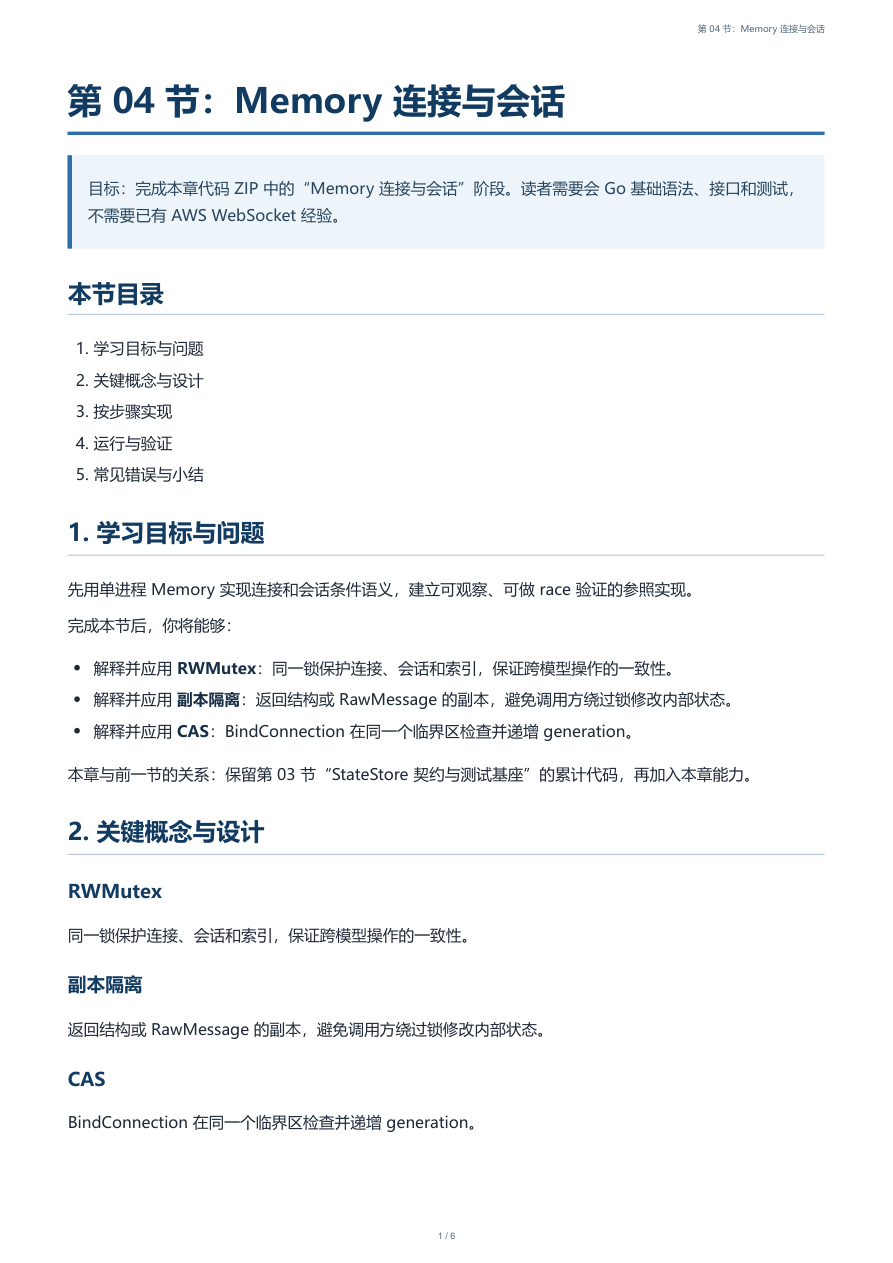 第 04 节：Memory 连接与会话
第 04 节：Memory 连接与会话
目标：完成本章代码 ZIP 中的“Memory 连接与会话”阶段。读者需要会 Go 基础语法、接口和测试，
不需要已有 AWS WebSocket 经验。
本节目录
1. 学习目标与问题
2. 关键概念与设计
3. 按步骤实现
4. 运行与验证
5. 常见错误与小结
1. 学习目标与问题
先用单进程 Memory 实现连接和会话条件语义，建立可观察、可做 race 验证的参照实现。
完成本节后，你将能够：
• 解释并应用 RWMutex：同一锁保护连接、会话和索引，保证跨模型操作的一致性。
• 解释并应用 副本隔离：返回结构或 RawMessage 的副本，避免调用方绕过锁修改内部状态。
• 解释并应用 CAS：BindConnection 在同一个临界区检查并递增 generation。
本章与前一节的关系：保留第 03 节“StateStore 契约与测试基座”的累计代码，再加入本章能力。
2. 关键概念与设计
RWMutex
同一锁保护连接、会话和索引，保证跨模型操作的一致性。
副本隔离
返回结构或 RawMessage 的副本，避免调用方绕过锁修改内部状态。
CAS
BindConnection 在同一个临界区检查并递增 generation。
1 / 6